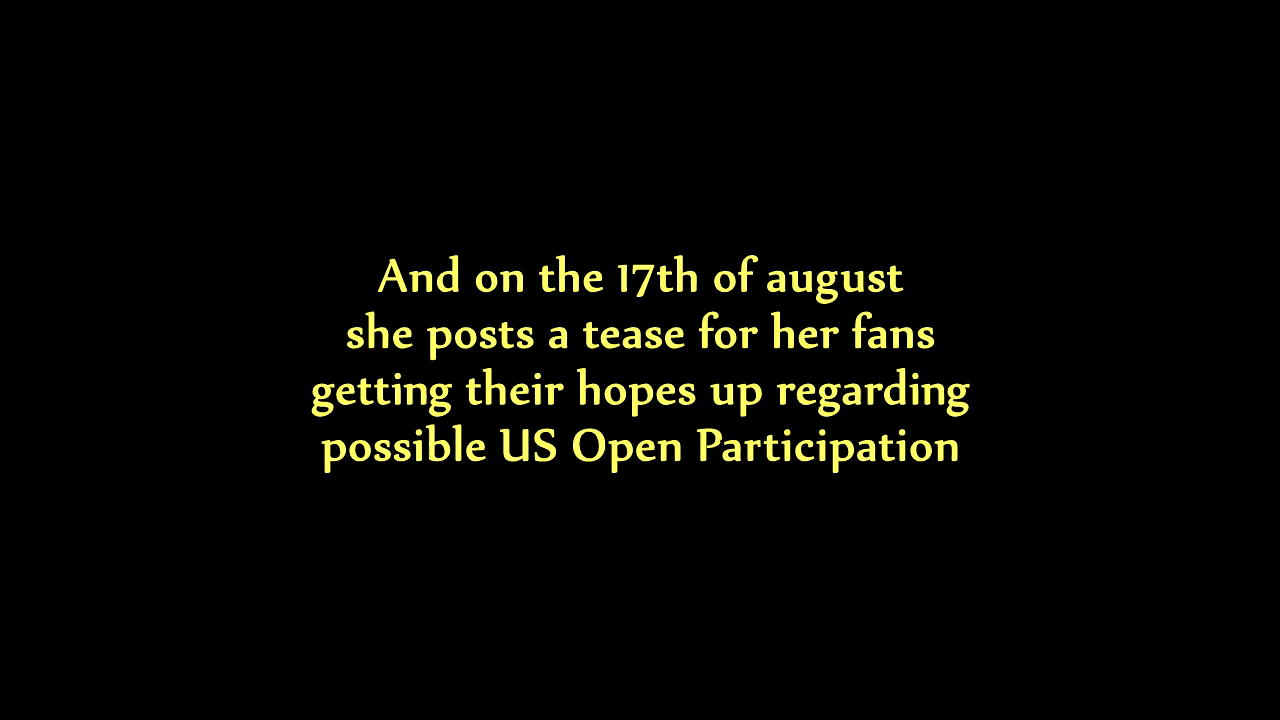 And on the 17th of august
she posts a tease for her fans
getting their hopes up regarding
possible US Open Participation